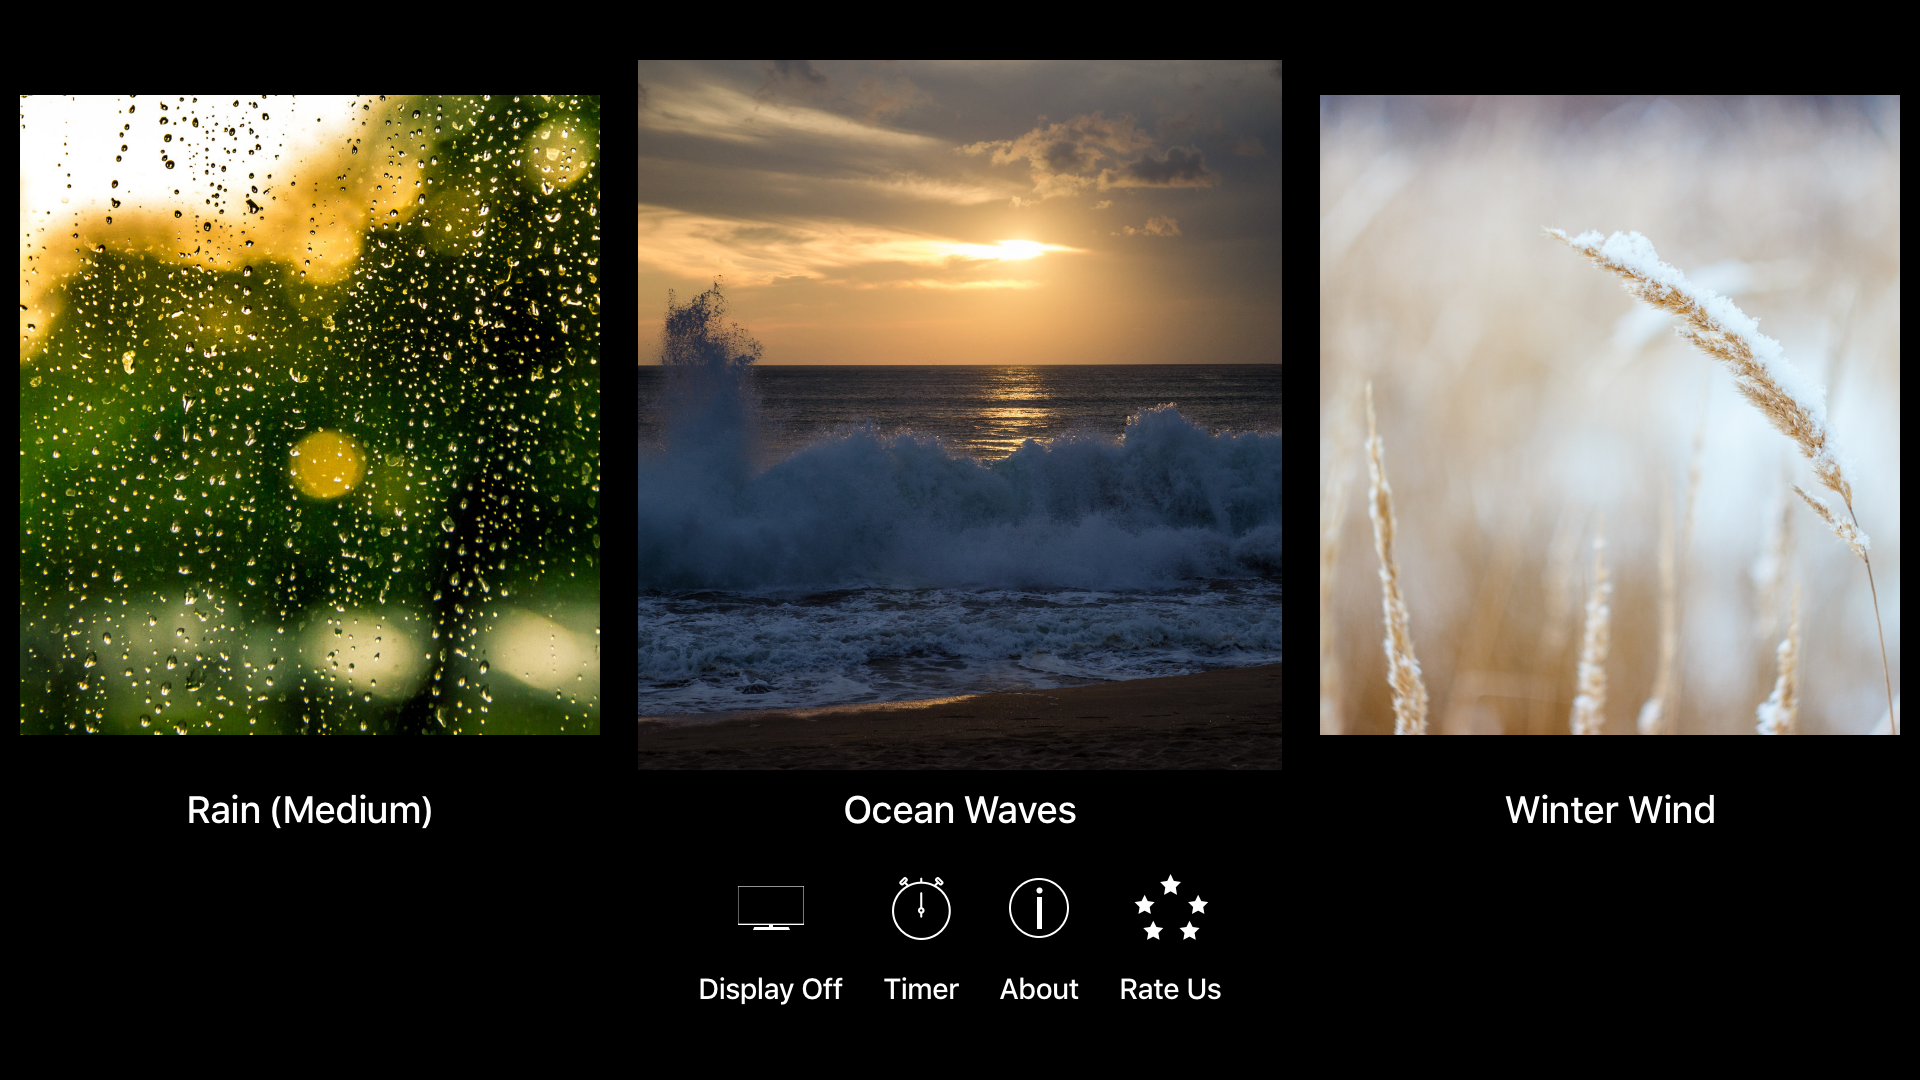 Rain (Medium)
Ocean Waves
Winter Wind
Display Off
Timer
About
Rate Us